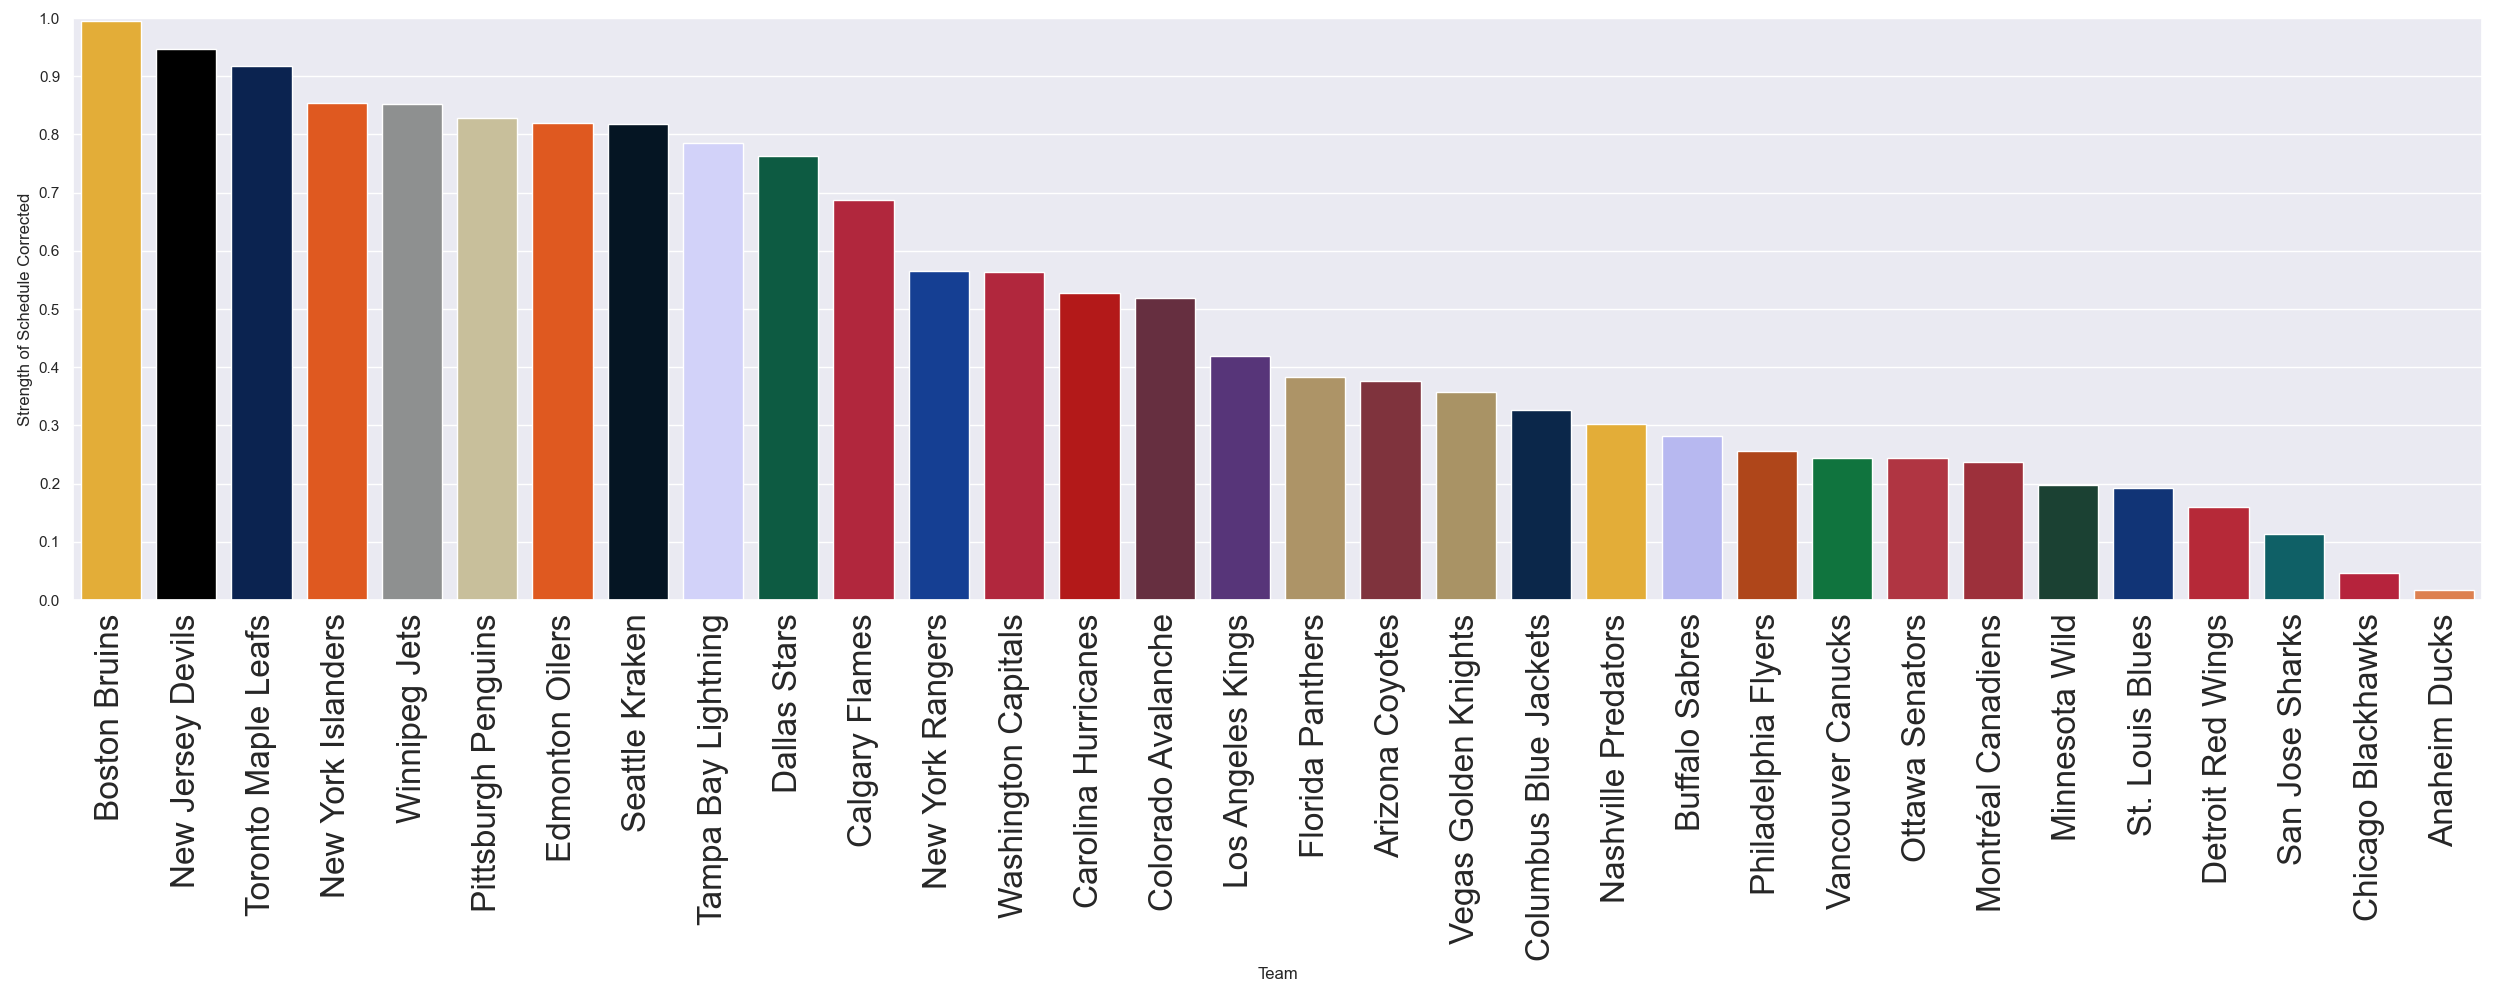 1.0
0.9
0.8
0.7
0.6
0.5
0.4
0.3
0.2
0.1
0.0
Strength of Schedule Corrected
Boston Bruins
New Jersey Devils
Toronto Maple Leafs
New York Islanders
Winnipeg Jets
Pittsburgh Penguins
Edmonton Oilers
Seattle Kraken
Tampa Bay Lightning
Dallas Stars
Calgary Flames
New York Rangers
Washington Capitals
Carolina Hurricanes
Colorado Avalanche
Los Angeles Kings
Florida Panthers
Arizona Coyotes
Vegas Golden Knights
Columbus Blue Jackets
Nashville Predators
Buffalo Sabres
Philadelphia Flyers
Vancouver Canucks
Ottawa Senators
Montréal Canadiens
Minnesota Wild
St. Louis Blues
Detroit Red Wings
San Jose Sharks
Chicago Blackhawks
Anaheim Ducks
Team